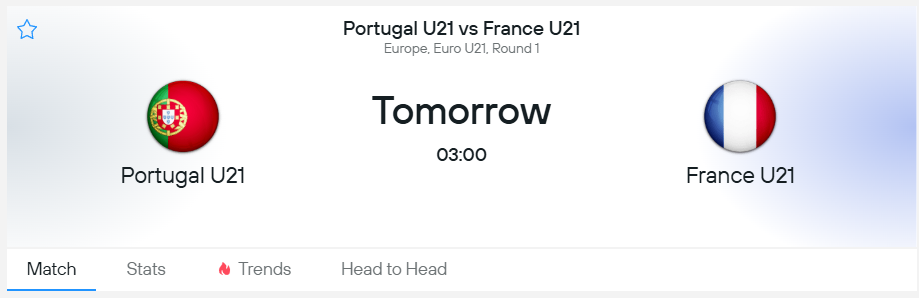 Portugal U21 vs France U21
Europe, Euro U21, Round 1
Tomorrow
03:00
Portugal U21
France U21
Match Stats Trends Head to Head